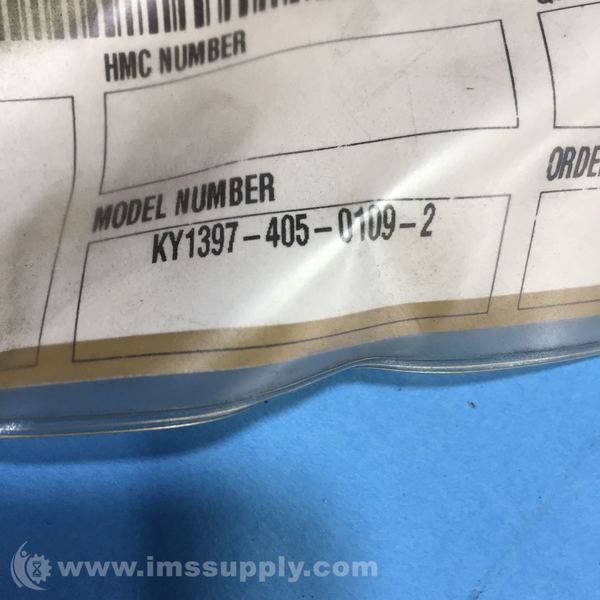 HMC NUMBER
MODEL NUMBER
KY1397-405-0109-2
ORDE
www.imssupply.com